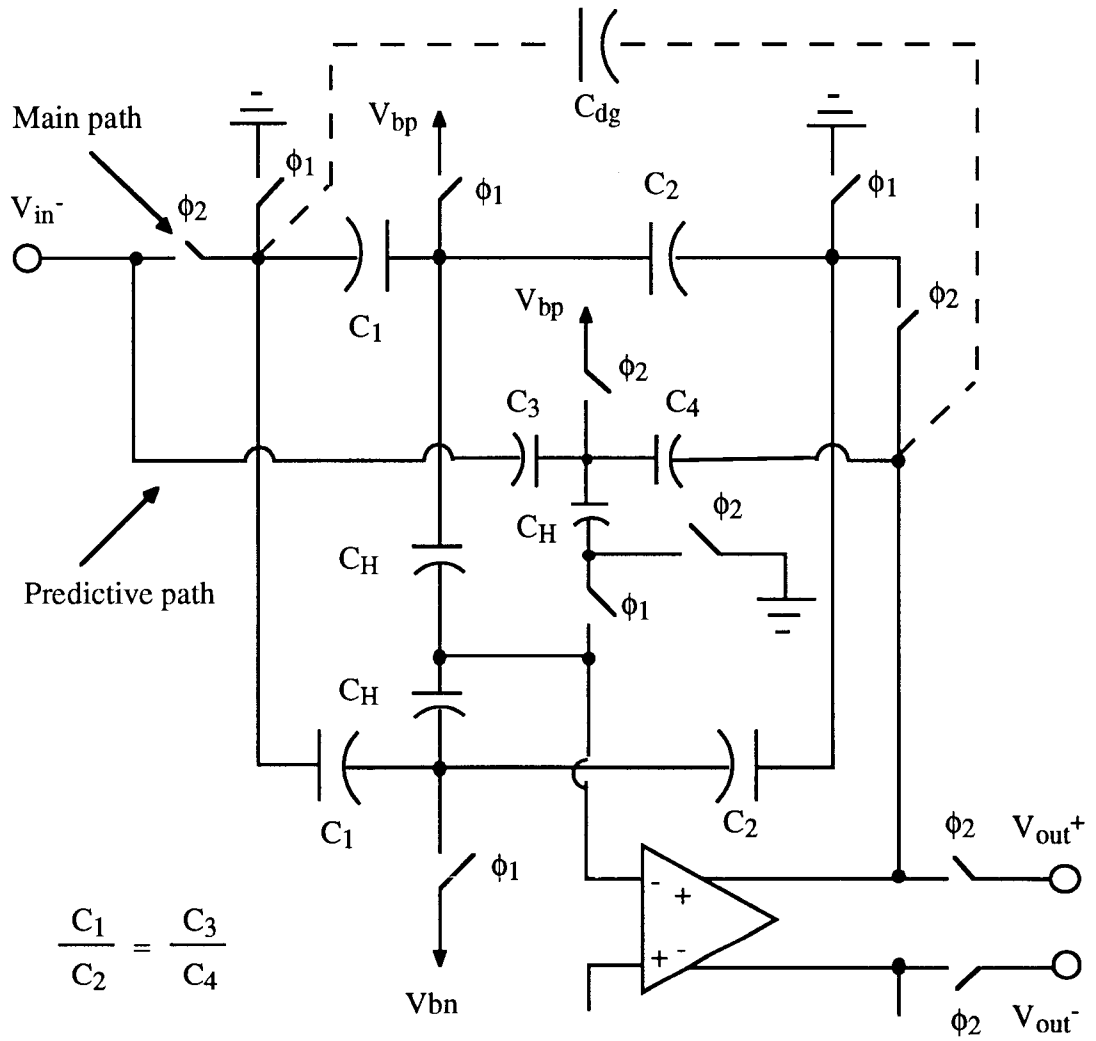 C_dg
Main path
V_bp
ϕ1
ϕ1
C2
ϕ1
V_in-
ϕ2
C1
V_bp
ϕ2
ϕ2
C3
C4
C_H
ϕ2
C_H
Predictive path
ϕ1
C_H
C1
C2
ϕ1
ϕ2
V_out+
- +
C1 = C3
C2 C4
+ -
Vbn
ϕ2
V_out-